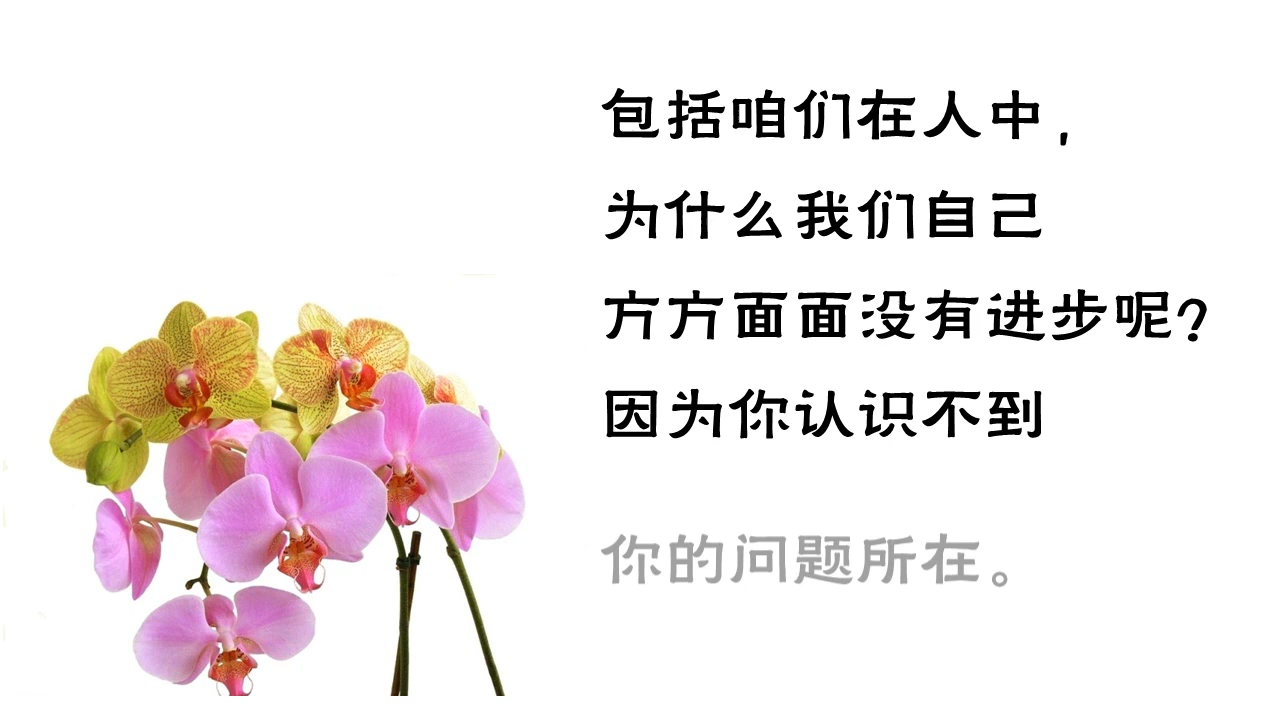 包括咱们在人中，
为什么我们自己
方方面面没有进步呢？
因为你认识不到
你的问题所在。